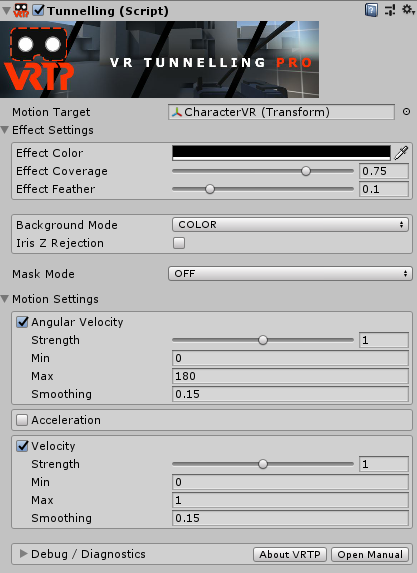 Tunnelling (Script)
VRTP
VR TUNNELLING PRO
Motion Target CharacterVR (Transform)
Effect Settings
Effect Color
Effect Coverage 0.75
Effect Feather 0.1
Background Mode COLOR
Iris Z Rejection
Mask Mode OFF
Motion Settings
Angular Velocity
Strength 1
Min 0
Max 180
Smoothing 0.15
Acceleration
Velocity
Strength 1
Min 0
Max 1
Smoothing 0.15
Debug / Diagnostics About VRTP Open Manual